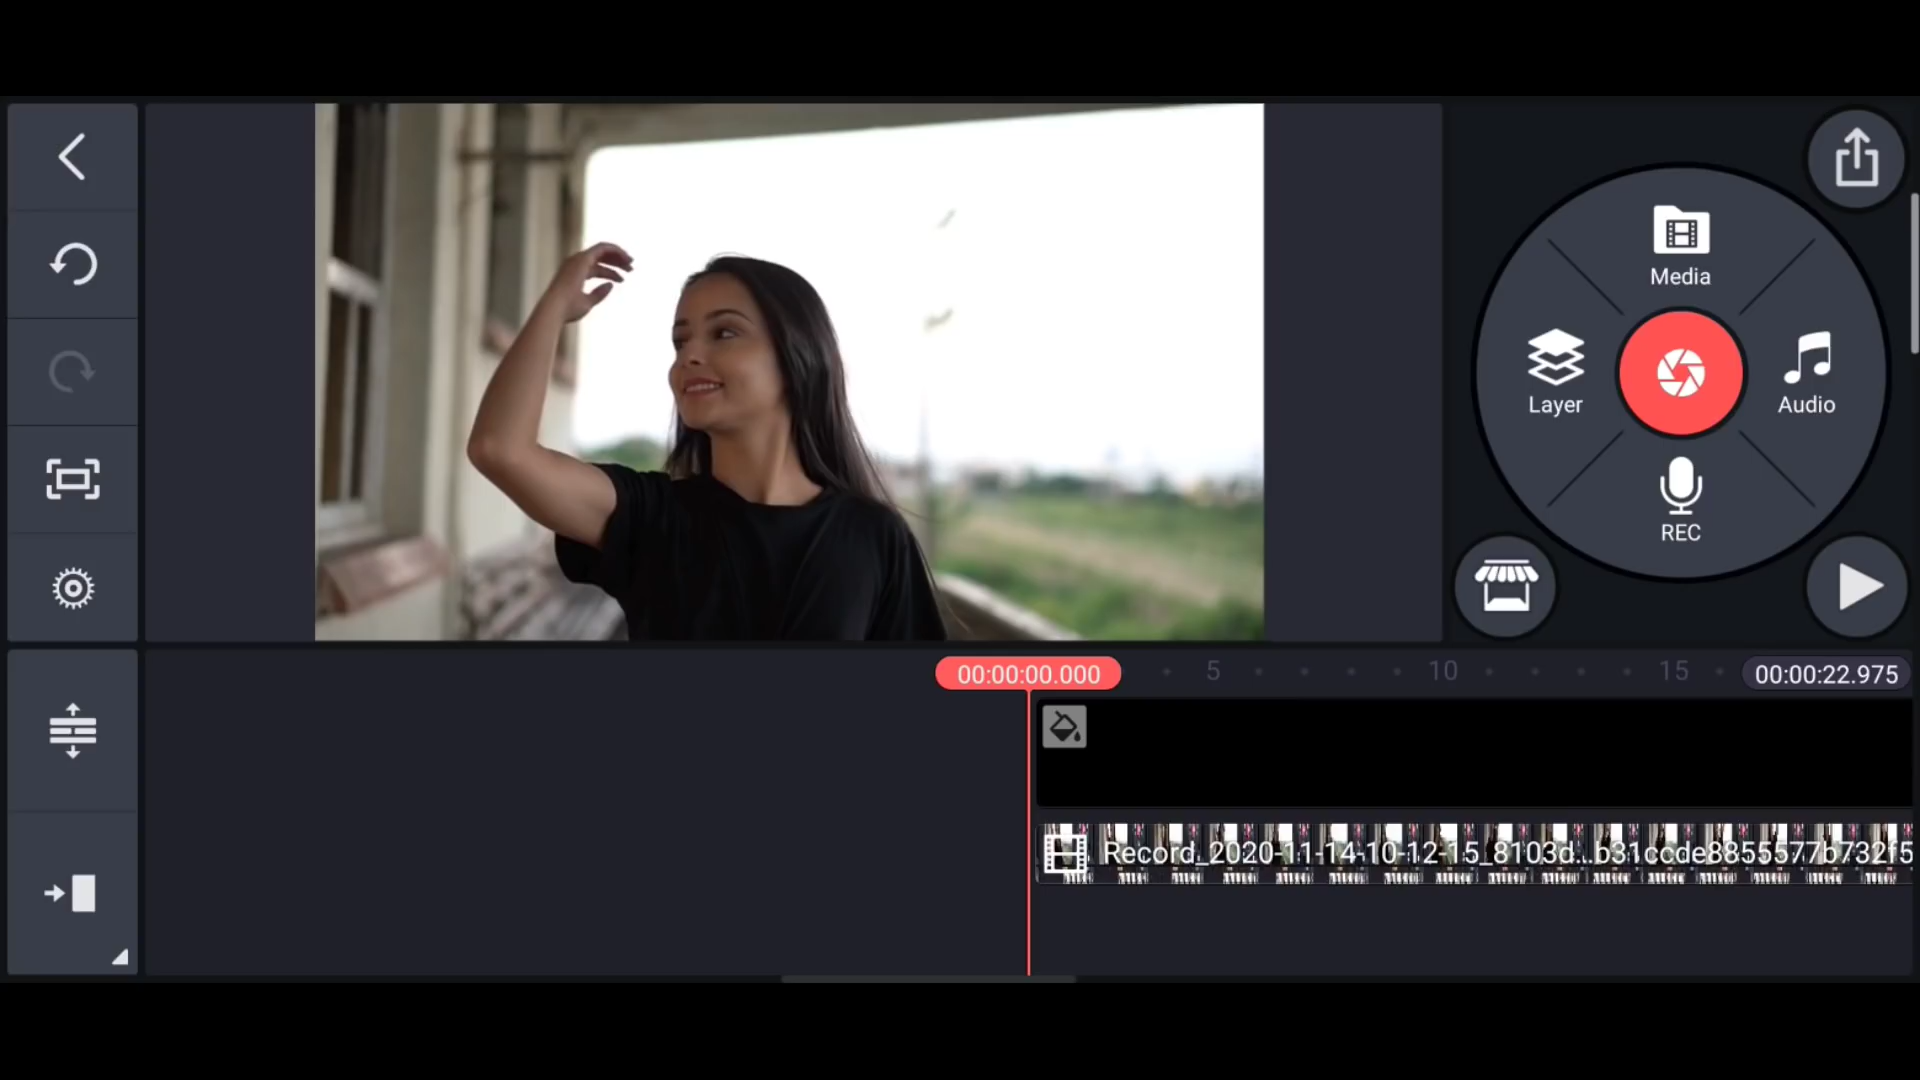 Media
Layer
Audio
REC
00:00:00.000
5
10
15
00:00:22.975
Record_2020-11-14-10-12-15_8103d...b31ccde8855577b732f5